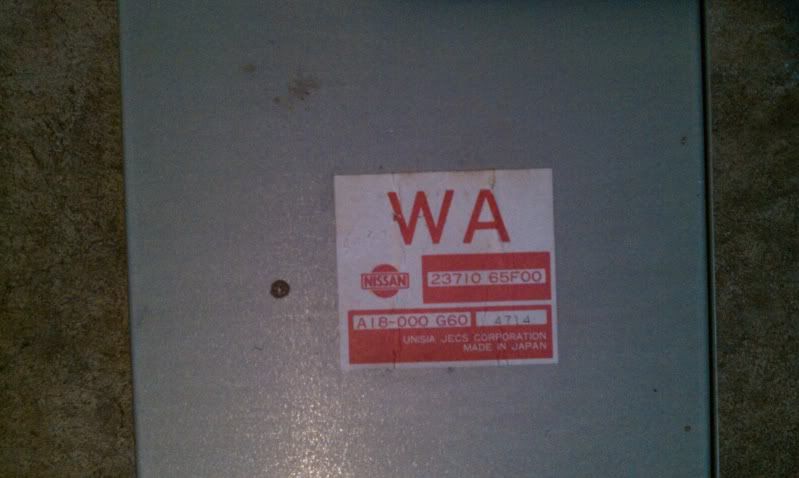 WA
NISSAN
23710 65F00
A18-000 G60
4714
UNISIA JECS CORPORATION
MADE IN JAPAN